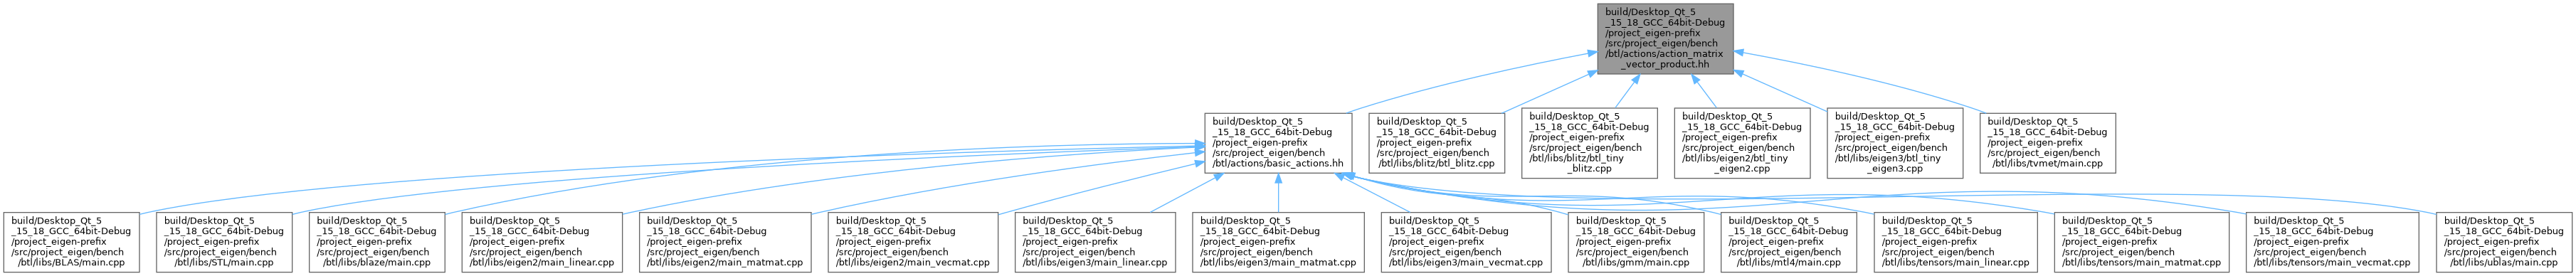 build/Desktop_Qt_5
_15_18_GCC_64bit-Debug
/project_eigen-prefix
/src/project_eigen/bench
/btl/actions/action_matrix
_vector_product.hh
build/Desktop_Qt_5
_15_18_GCC_64bit-Debug
/project_eigen-prefix
/src/project_eigen/bench
/btl/actions/basic_actions.hh
build/Desktop_Qt_5
_15_18_GCC_64bit-Debug
/project_eigen-prefix
/src/project_eigen/bench
/btl/libs/blitz/btl_blitz.cpp
build/Desktop_Qt_5
_15_18_GCC_64bit-Debug
/project_eigen-prefix
/src/project_eigen/bench
/btl/libs/blitz/btl_tiny
_blitz.cpp
build/Desktop_Qt_5
_15_18_GCC_64bit-Debug
/project_eigen-prefix
/src/project_eigen/bench
/btl/libs/eigen2/btl_tiny
_eigen2.cpp
build/Desktop_Qt_5
_15_18_GCC_64bit-Debug
/project_eigen-prefix
/src/project_eigen/bench
/btl/libs/eigen3/btl_tiny
_eigen3.cpp
build/Desktop_Qt_5
_15_18_GCC_64bit-Debug
/project_eigen-prefix
/src/project_eigen/bench
/btl/libs/tvmet/main.cpp
build/Desktop_Qt_5
_15_18_GCC_64bit-Debug
/project_eigen-prefix
/src/project_eigen/bench
/btl/libs/BLAS/main.cpp
build/Desktop_Qt_5
_15_18_GCC_64bit-Debug
/project_eigen-prefix
/src/project_eigen/bench
/btl/libs/STL/main.cpp
build/Desktop_Qt_5
_15_18_GCC_64bit-Debug
/project_eigen-prefix
/src/project_eigen/bench
/btl/libs/blaze/main.cpp
build/Desktop_Qt_5
_15_18_GCC_64bit-Debug
/project_eigen-prefix
/src/project_eigen/bench
/btl/libs/eigen2/main_linear.cpp
build/Desktop_Qt_5
_15_18_GCC_64bit-Debug
/project_eigen-prefix
/src/project_eigen/bench
/btl/libs/eigen2/main_matmat.cpp
build/Desktop_Qt_5
_15_18_GCC_64bit-Debug
/project_eigen-prefix
/src/project_eigen/bench
/btl/libs/eigen2/main_vecmat.cpp
build/Desktop_Qt_5
_15_18_GCC_64bit-Debug
/project_eigen-prefix
/src/project_eigen/bench
/btl/libs/eigen3/main_linear.cpp
build/Desktop_Qt_5
_15_18_GCC_64bit-Debug
/project_eigen-prefix
/src/project_eigen/bench
/btl/libs/eigen3/main_matmat.cpp
build/Desktop_Qt_5
_15_18_GCC_64bit-Debug
/project_eigen-prefix
/src/project_eigen/bench
/btl/libs/eigen3/main_vecmat.cpp
build/Desktop_Qt_5
_15_18_GCC_64bit-Debug
/project_eigen-prefix
/src/project_eigen/bench
/btl/libs/gmm/main.cpp
build/Desktop_Qt_5
_15_18_GCC_64bit-Debug
/project_eigen-prefix
/src/project_eigen/bench
/btl/libs/mtl4/main.cpp
build/Desktop_Qt_5
_15_18_GCC_64bit-Debug
/project_eigen-prefix
/src/project_eigen/bench
/btl/libs/tensors/main_linear.cpp
build/Desktop_Qt_5
_15_18_GCC_64bit-Debug
/project_eigen-prefix
/src/project_eigen/bench
/btl/libs/tensors/main_matmat.cpp
build/Desktop_Qt_5
_15_18_GCC_64bit-Debug
/project_eigen-prefix
/src/project_eigen/bench
/btl/libs/tensors/main_vecmat.cpp
build/Desktop_Qt_5
_15_18_GCC_64bit-Debug
/project_eigen-prefix
/src/project_eigen/bench
/btl/libs/ublas/main.cpp